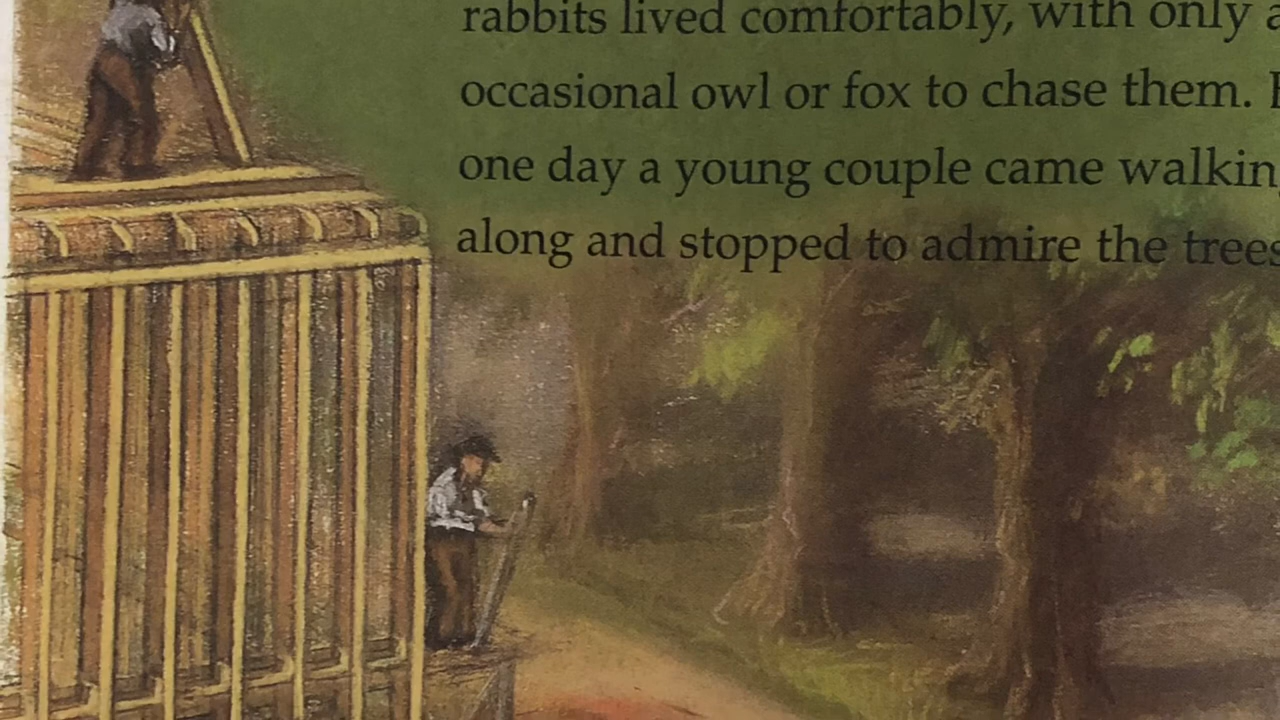 rabbits lived comfortably, with only a
occasional owl or fox to chase them.
one day a young couple came walkin
along and stopped to admire the trees